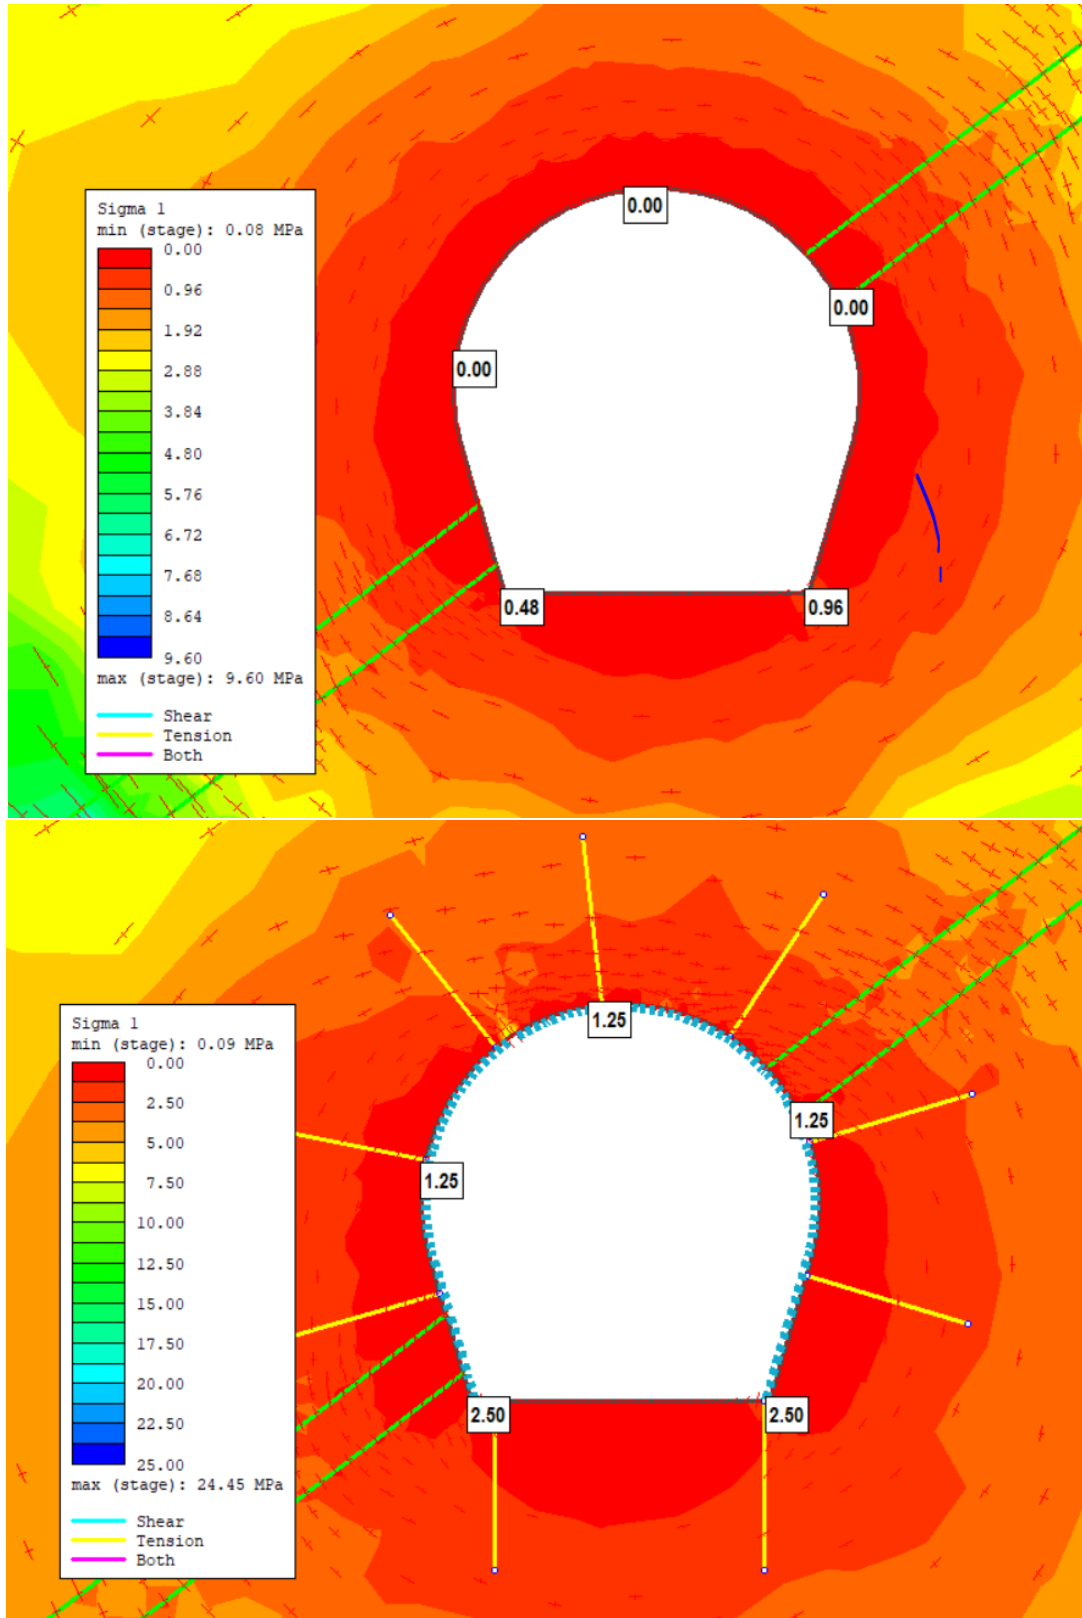 0.00
0.00
0.00
0.48
0.96
Sigma 1
min (stage): 0.08 MPa
0.00
0.96
1.92
2.88
3.84
4.80
5.76
6.72
7.68
8.64
9.60
max (stage): 9.60 MPa
Shear
Tension
Both
1.25
1.25
1.25
2.50
2.50
Sigma 1
min (stage): 0.09 MPa
0.00
2.50
5.00
7.50
10.00
12.50
15.00
17.50
20.00
22.50
25.00
max (stage): 24.45 MPa
Shear
Tension
Both